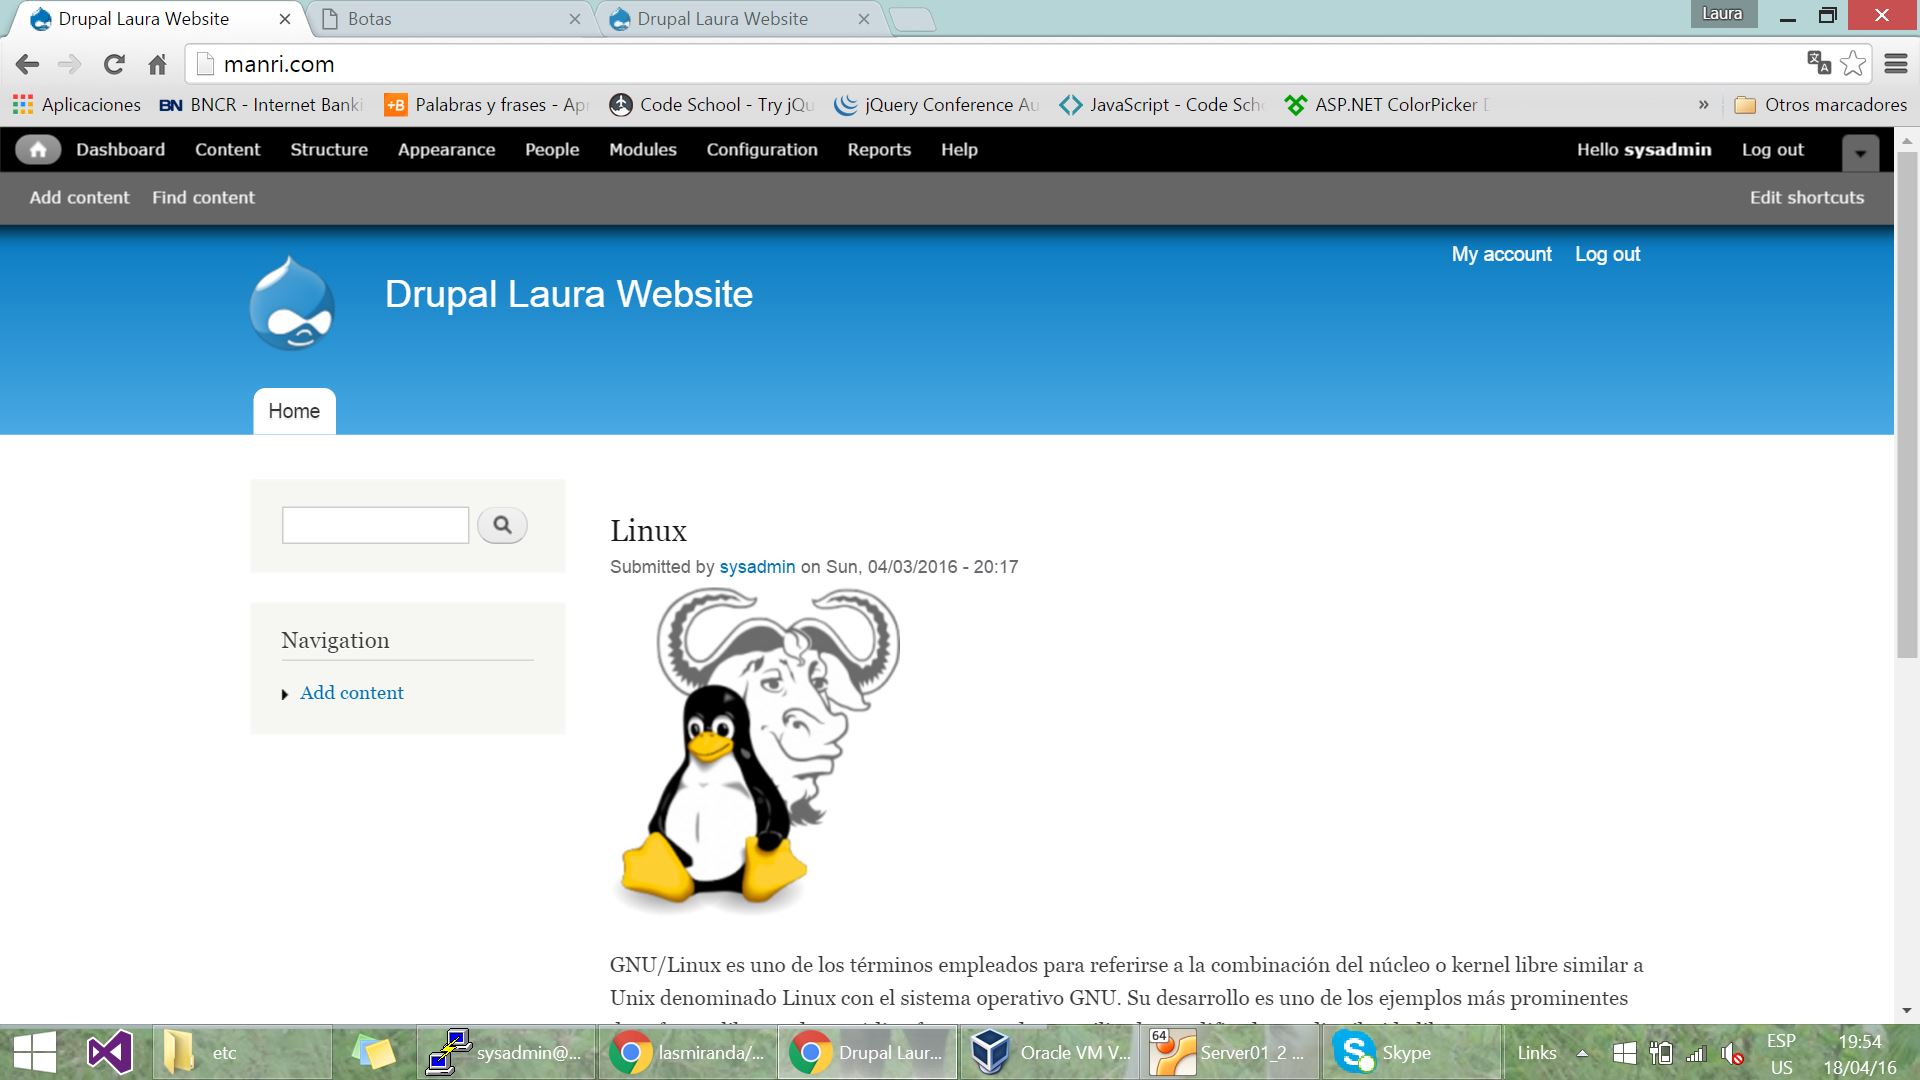 Drupal Laura Website
Botas
Drupal Laura Website
Laura
manri.com
Aplicaciones
BN BNCR - Internet Banki
+B Palabras y frases - Apr
Code School - Try jQu
jQuery Conference Au
JavaScript - Code Sch
ASP.NET ColorPicker D
»
Otros marcadores
Dashboard Content Structure Appearance People Modules Configuration Reports Help
Hello sysadmin Log out
Add content Find content
Edit shortcuts
My account Log out
Drupal Laura Website
Home
Linux
Submitted by sysadmin on Sun, 04/03/2016 - 20:17
Navigation
Add content
GNU/Linux es uno de los términos empleados para referirse a la combinación del núcleo o kernel libre similar a
Unix denominado Linux con el sistema operativo GNU. Su desarrollo es uno de los ejemplos más prominentes
etc
sysadmin@...
lasmiranda/...
Drupal Laur...
Oracle VM V...
64
Server01_2 ...
Skype
Links
ESP
US
19:54
18/04/16